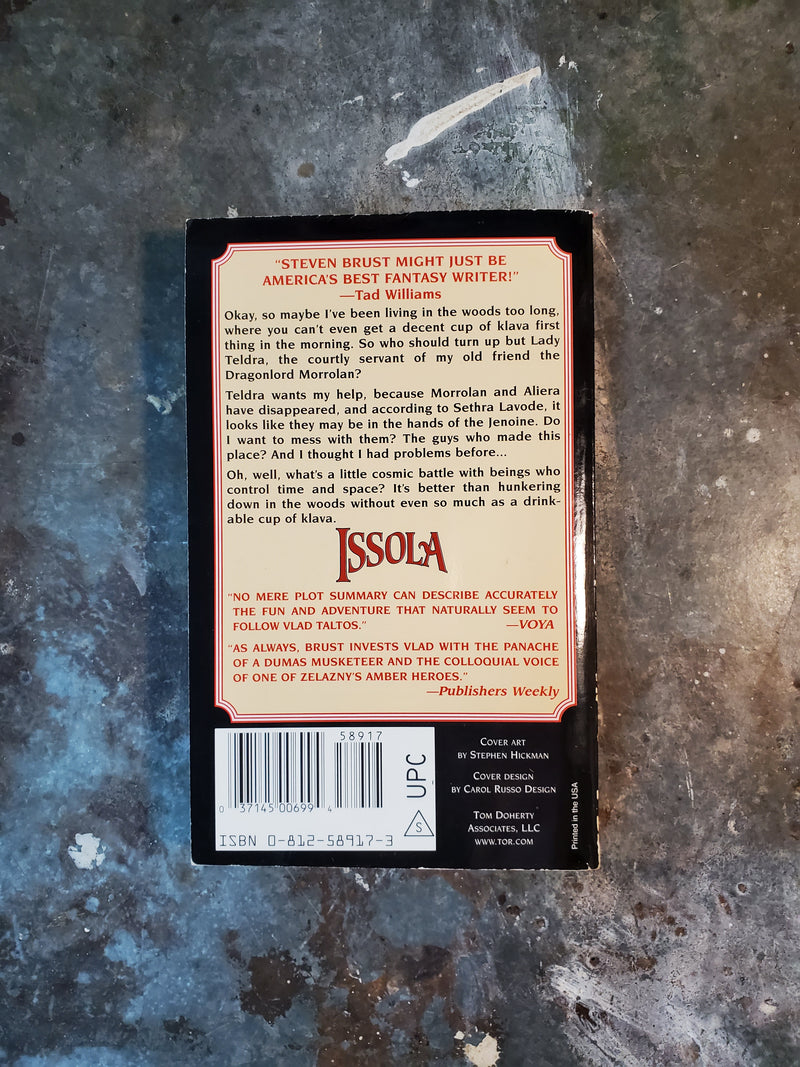 “STEVEN BRUST MIGHT JUST BE
AMERICA’S BEST FANTASY WRITER!”
—Tad Williams
Okay, so maybe I’ve been living in the woods too long,
where you can’t even get a decent cup of klava first
thing in the morning. So who should turn up but Lady
Teldra, the courtly servant of my old friend the
Dragonlord Morrolan?
Teldra wants my help, because Morrolan and Aliera
have disappeared, and according to Sethra Lavode, it
looks like they may be in the hands of the Jenoine. Do
I want to mess with them? The guys who made this
place? And I thought I had problems before...
Oh, well, what’s a little cosmic battle with beings who
control time and space? It’s better than hunkering
down in the woods without even so much as a drink-
able cup of klava.
ISSOLA
“NO MERE PLOT SUMMARY CAN DESCRIBE ACCURATELY
THE FUN AND ADVENTURE THAT NATURALLY SEEM TO
FOLLOW VLAD TALTOS.” —VOYA
“AS ALWAYS, BRUST INVESTS VLAD WITH THE PANACHE
OF A DUMAS MUSKETEER AND THE COLLOQUIAL VOICE
OF ONE OF ZELAZNY’S AMBER HEROES.”
—Publishers Weekly
58917
0 37145 00699 4
UPC
S
ISBN 0-812-58917-3
COVER ART
BY STEPHEN HICKMAN
COVER DESIGN
BY CAROL RUSSO DESIGN
TOM DOHERTY
ASSOCIATES, LLC
WWW.TOR.COM
Printed in the USA